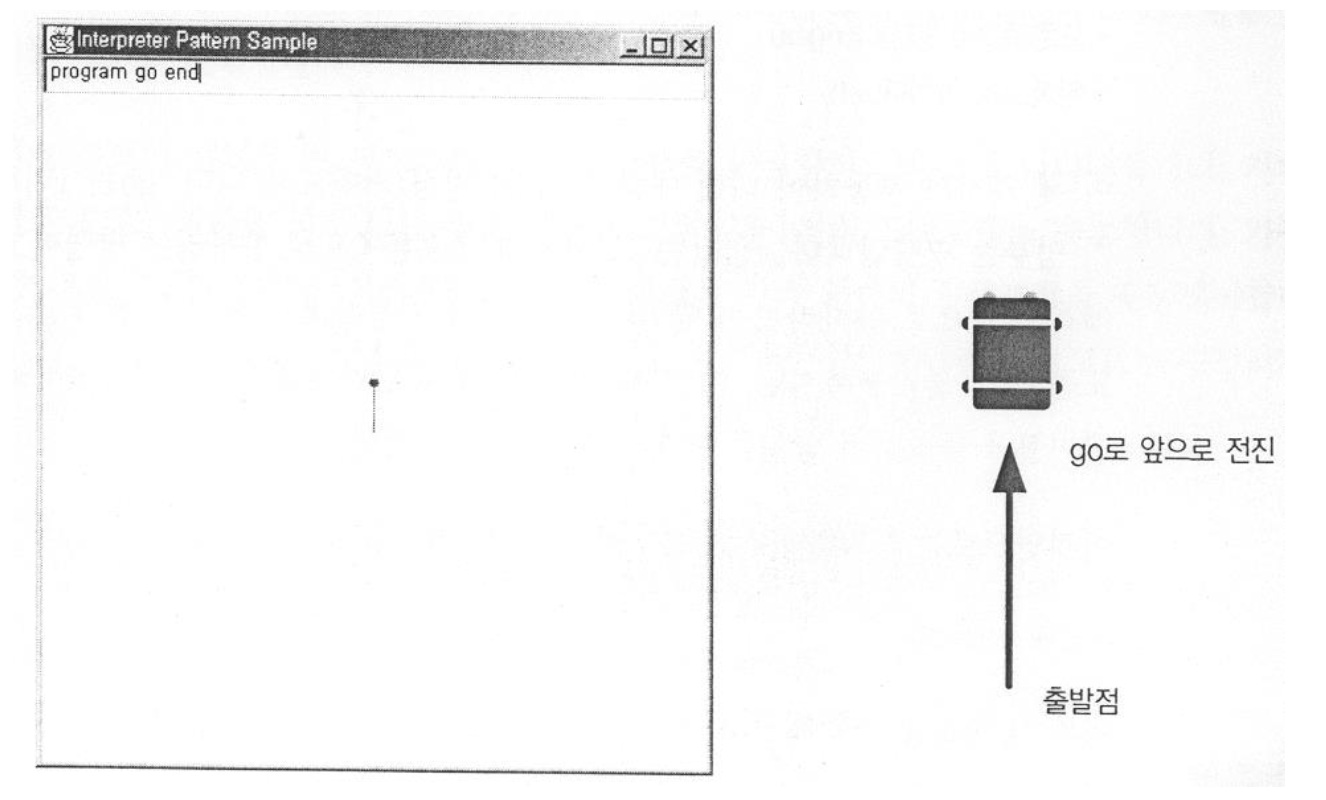 Interpreter Pattern Sample
program go end
go로 앞으로 전진
출발점